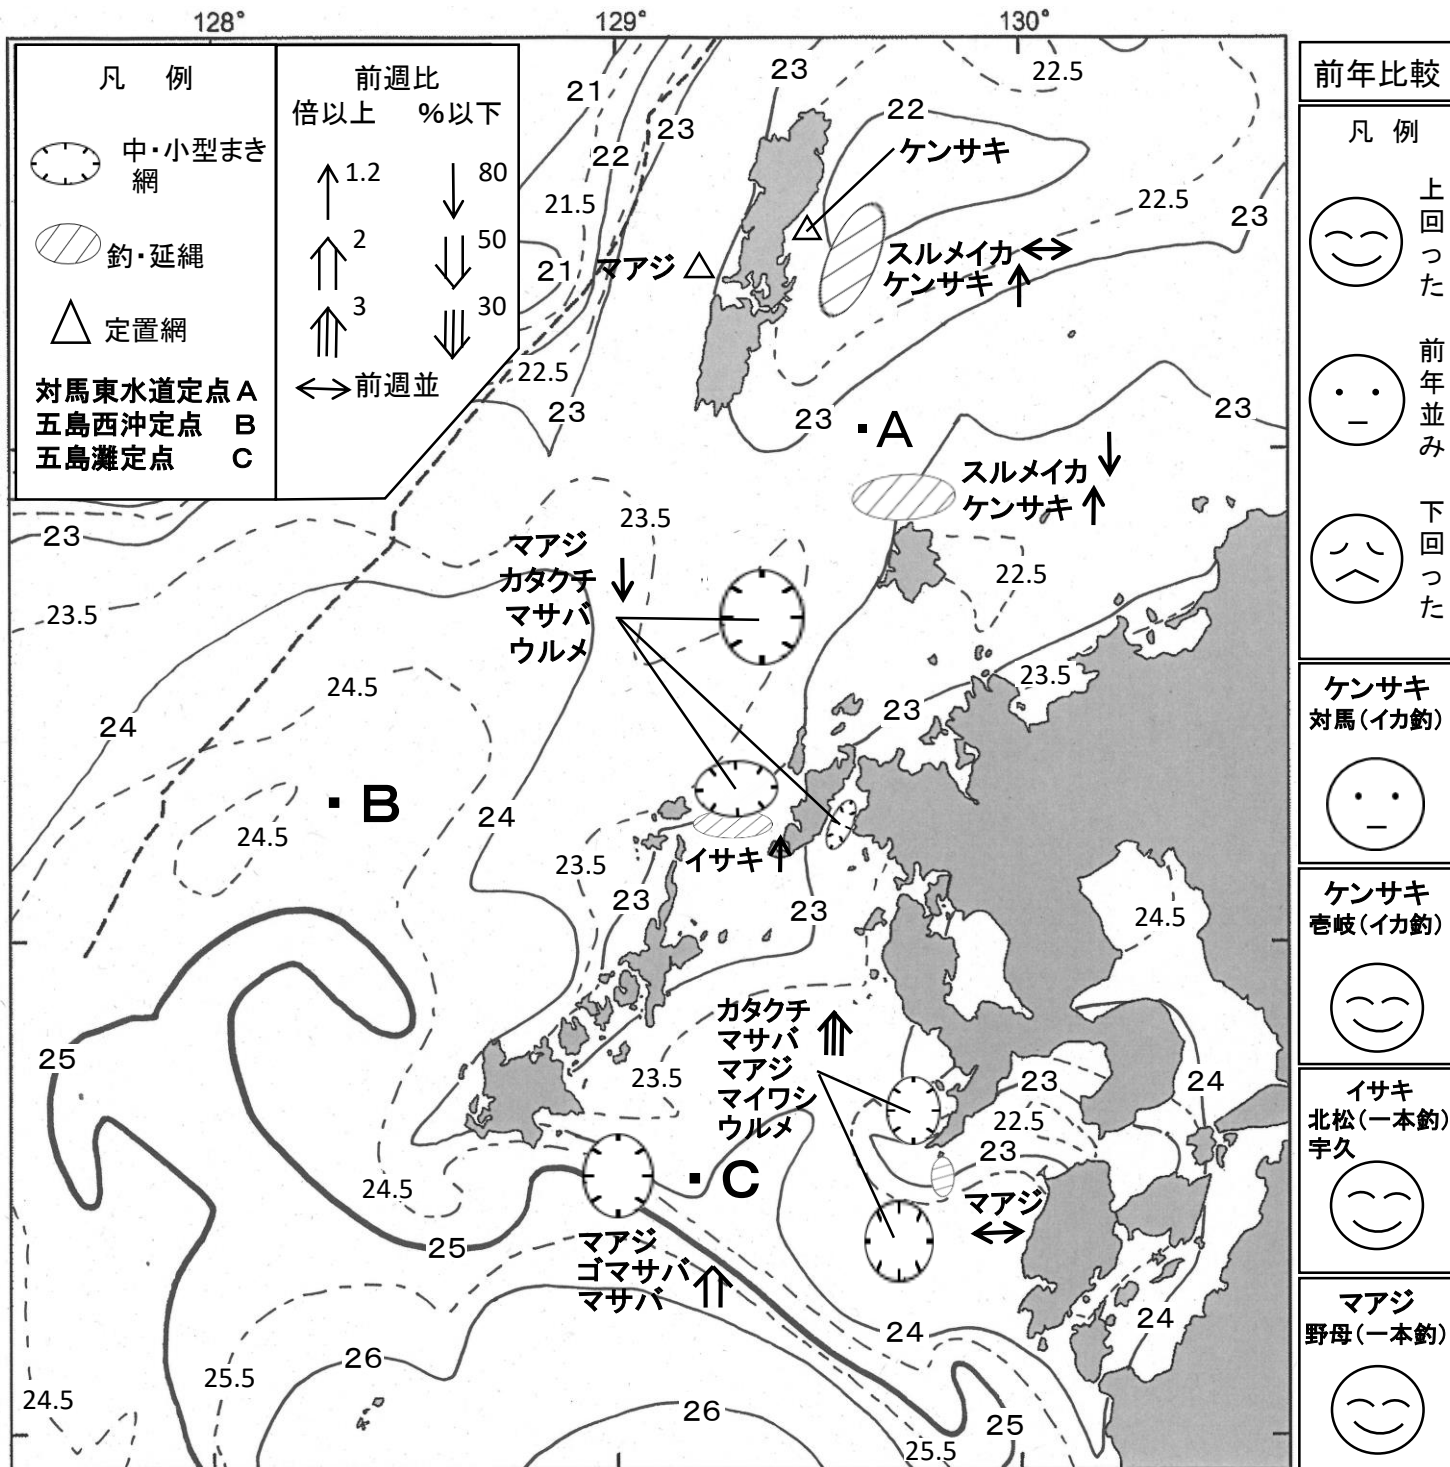 128°
129°
130°
凡 例
中・小型まき
網
釣・延縄
定置網
対馬東水道定点 A
五島西沖定点 B
五島灘定点 C
前週比
倍以上 %以下
1.2 80
2 50
3 30
前週並
前年比較
凡 例
上回った
前年並み
下回った
ケンサキ
対馬(イカ釣)
ケンサキ
壱岐(イカ釣)
イサキ
北松(一本釣)
宇久
マアジ
野母(一本釣)
21
22
23
21.5
21
22.5
23
23
22.5
22
ケンサキ
22.5
23
スルメイカ
ケンサキ
マアジ
23
A
23
スルメイカ
ケンサキ
23
23.5
23.5
マアジ
カタクチ
マサバ
ウルメ
22.5
23.5
24.5
24
23
B
24.5
24
23.5
イサキ
23
23
24.5
カタクチ
マサバ
マアジ
マイワシ
ウルメ
25
23.5
23
22.5
24
23
24.5
C
マアジ
25
マアジ
ゴマサバ
マサバ
24
24
26
25.5
24.5
26
25
25.5